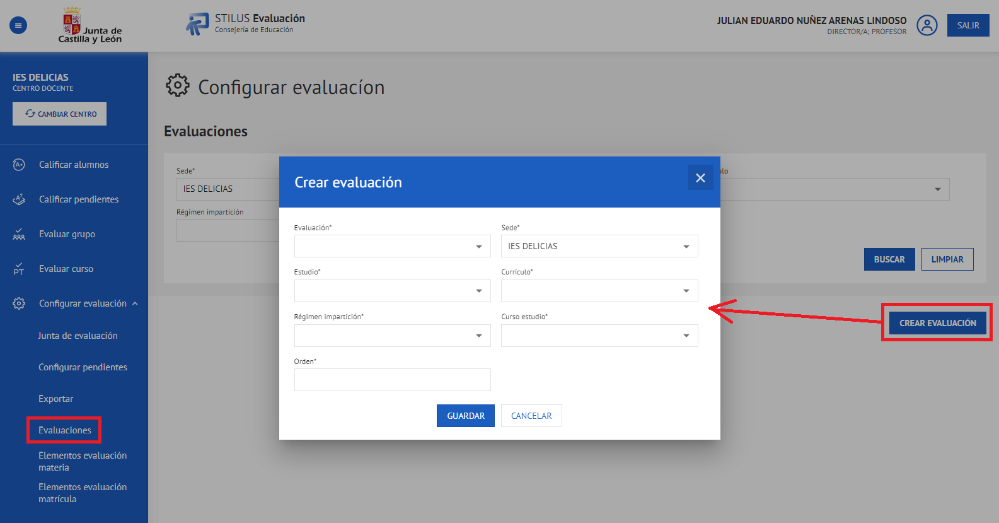 Junta de
Castilla y León
STILUS Evaluación
Consejería de Educación
JULIAN EDUARDO NUÑEZ ARENAS LINDOSO
DIRECTOR/A; PROFESOR
SALIR
IES DELICIAS
CENTRO DOCENTE
CAMBIAR CENTRO
Calificar alumnos
Calificar pendientes
Evaluar grupo
Evaluar curso
Configurar evaluación
Junta de evaluación
Configurar pendientes
Exportar
Evaluaciones
Elementos evaluación
materia
Elementos evaluación
matrícula
Configurar evaluacíon
Evaluaciones
Sede*
IES DELICIAS
Régimen impartición
BUSCAR
LIMPIAR
CREAR EVALUACIÓN
Crear evaluación
Evaluación*
Sede*
IES DELICIAS
Estudio*
Currículo*
Régimen impartición*
Curso estudio*
Orden*
GUARDAR
CANCELAR